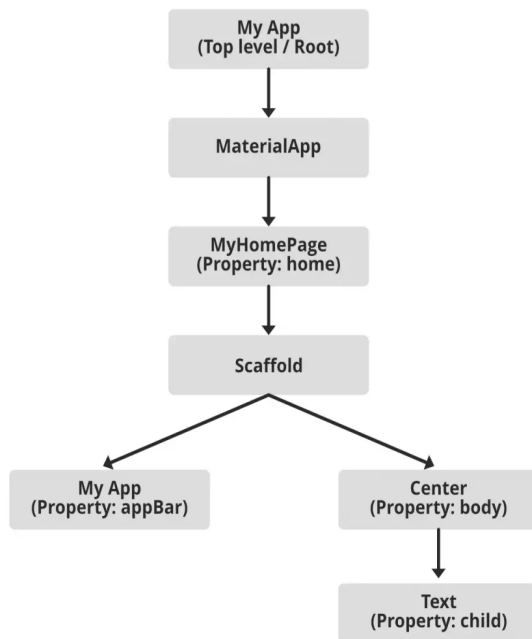 My App
(Top level / Root)
MaterialApp
MyHomePage
(Property: home)
Scaffold
My App
(Property: appBar)
Center
(Property: body)
Text
(Property: child)